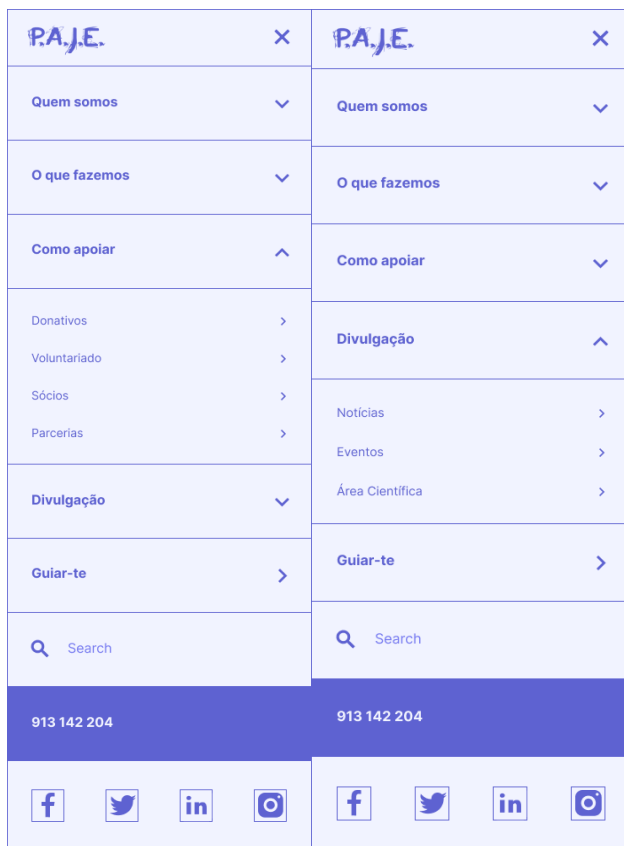 P.A.J.E.
Quem somos
O que fazemos
Como apoiar
Donativos
Voluntariado
Sócios
Parcerias
Divulgação
Guiar-te
Search
913 142 204
P.A.J.E.
Quem somos
O que fazemos
Como apoiar
Divulgação
Notícias
Eventos
Área Científica
Guiar-te
Search
913 142 204